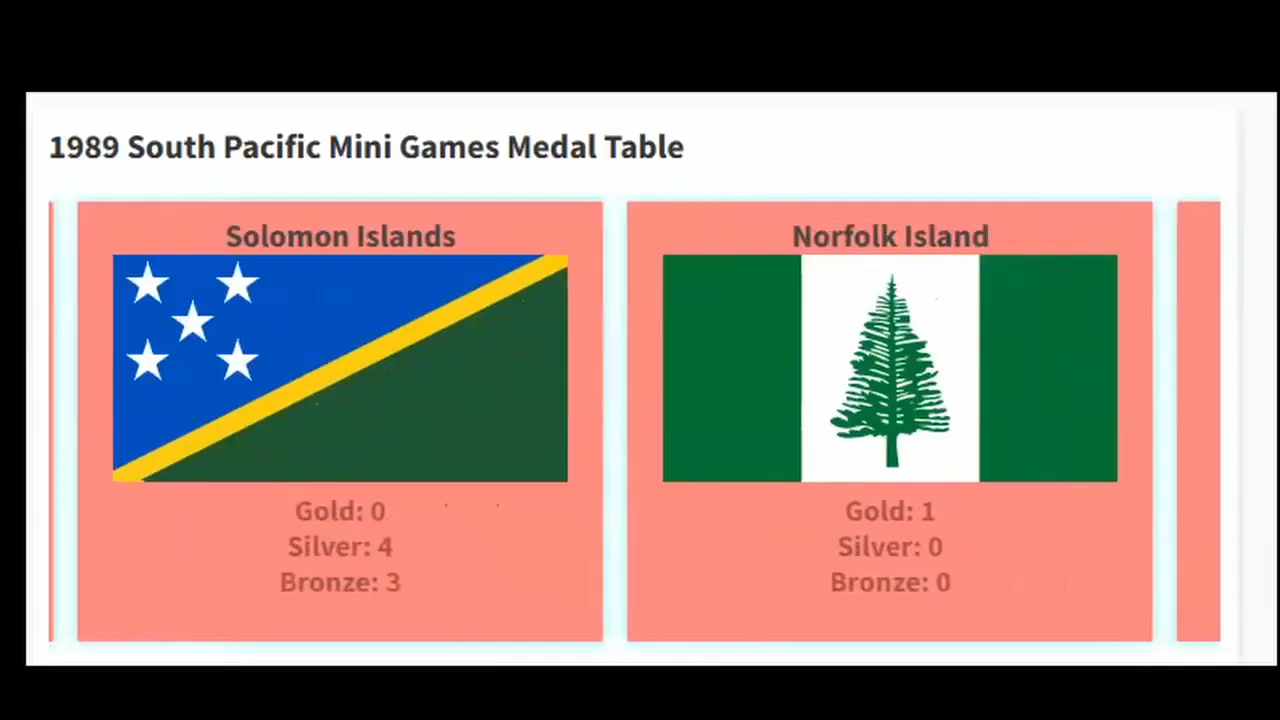 1989 South Pacific Mini Games Medal Table
Solomon Islands
Gold: 0
Silver: 4
Bronze: 3
Norfolk Island
Gold: 1
Silver: 0
Bronze: 0